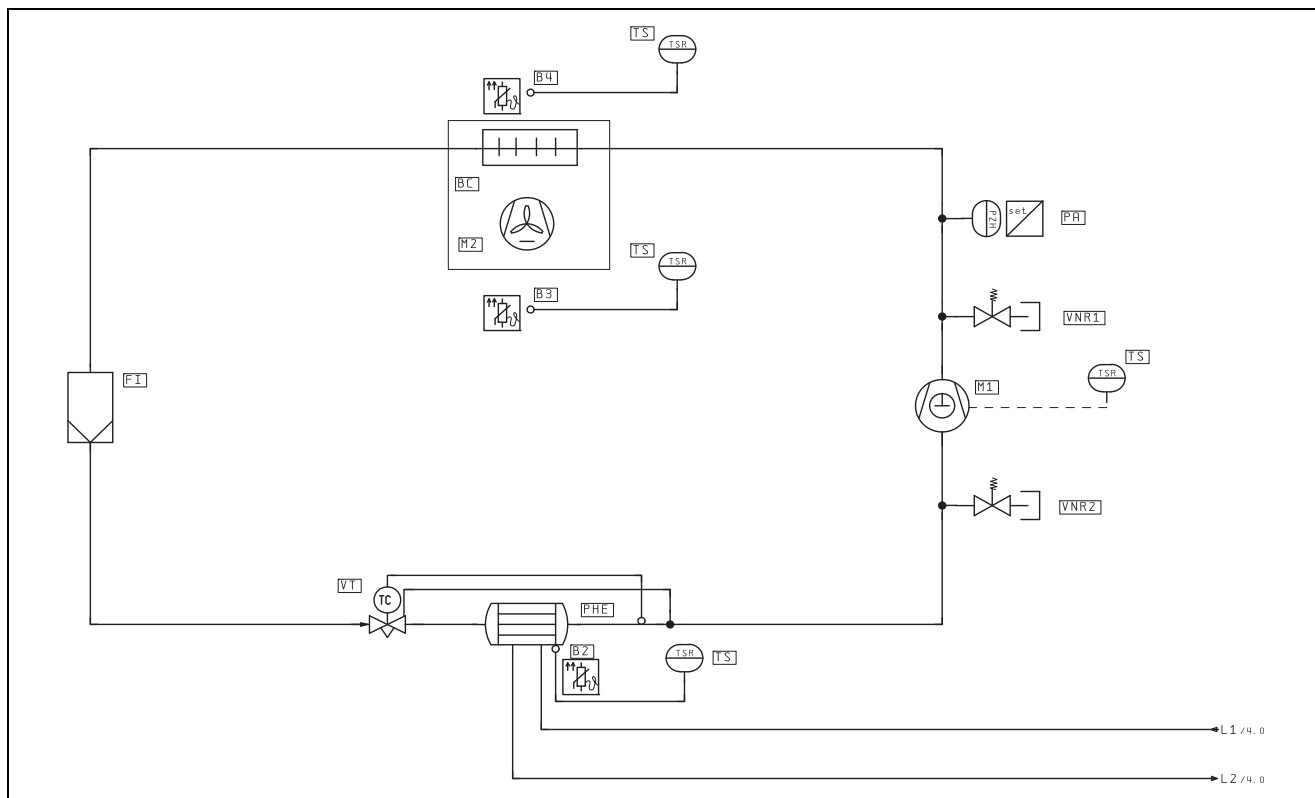 TS
TSR
B4
BC
M2
PZH
set
PA
TS
TSR
B3
VNR1
TS
TSR
FI
M1
VNR2
VT
TC
PHE
B2
TSR
TS
L1 /4.0
L2 /4.0